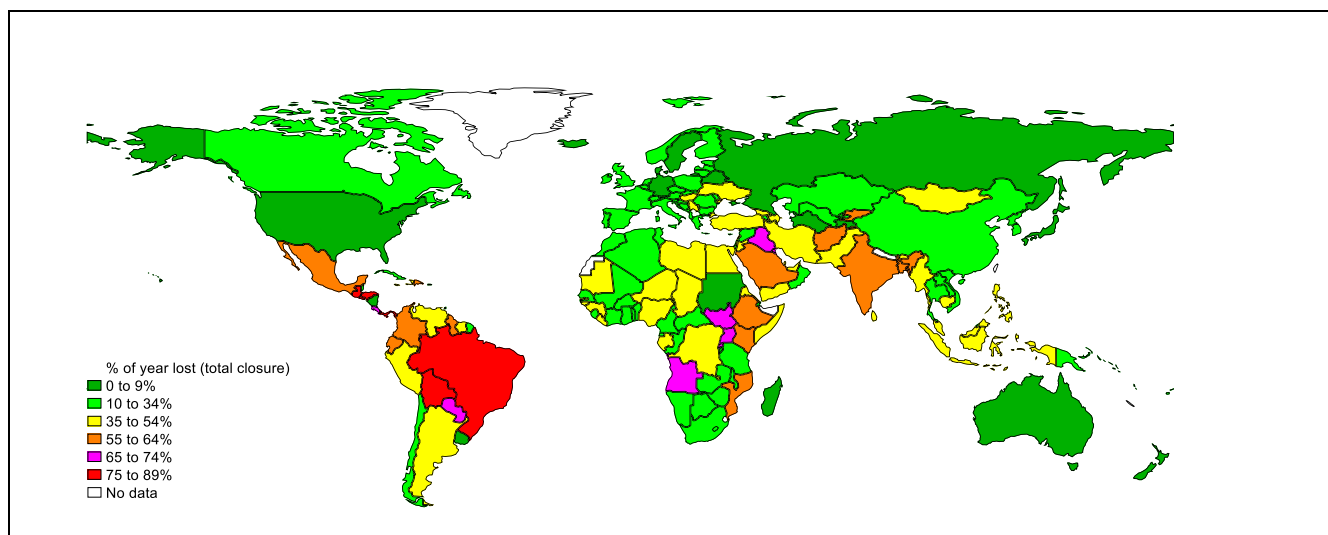 % of year lost (total closure)
0 to 9%
10 to 34%
35 to 54%
55 to 64%
65 to 74%
75 to 89%
No data